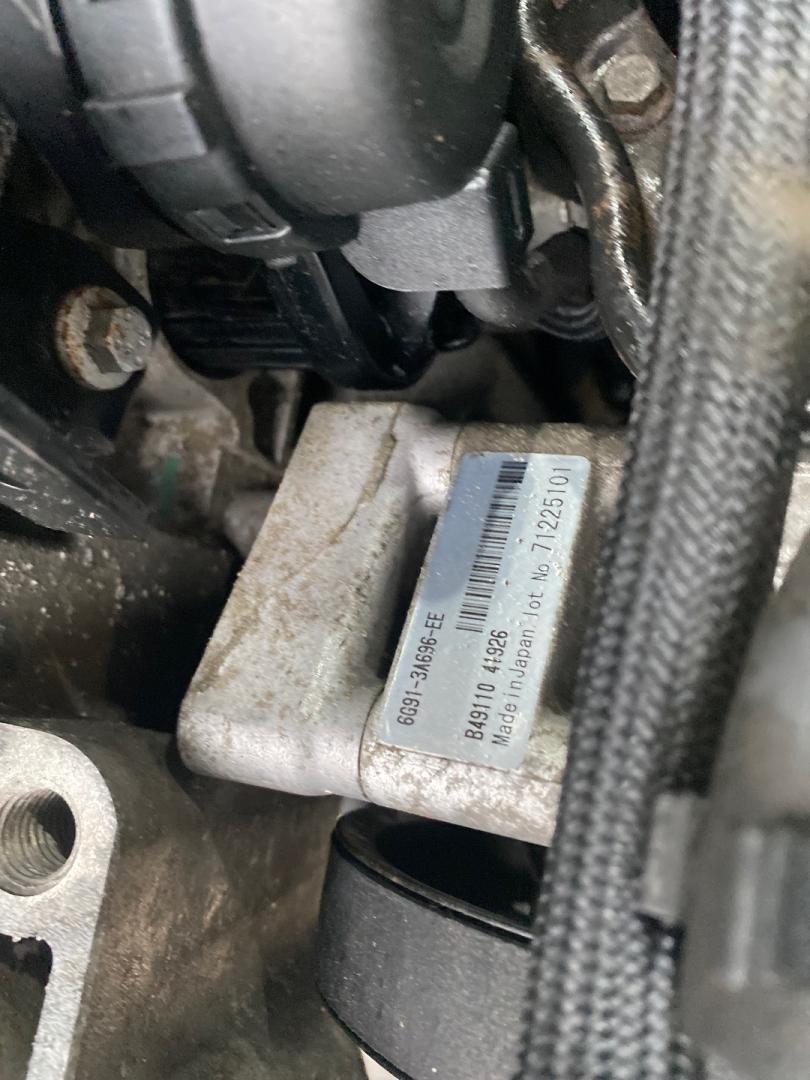 6G91-3A696-EE
B49110 4t926
Made in Japan lot No 71225101